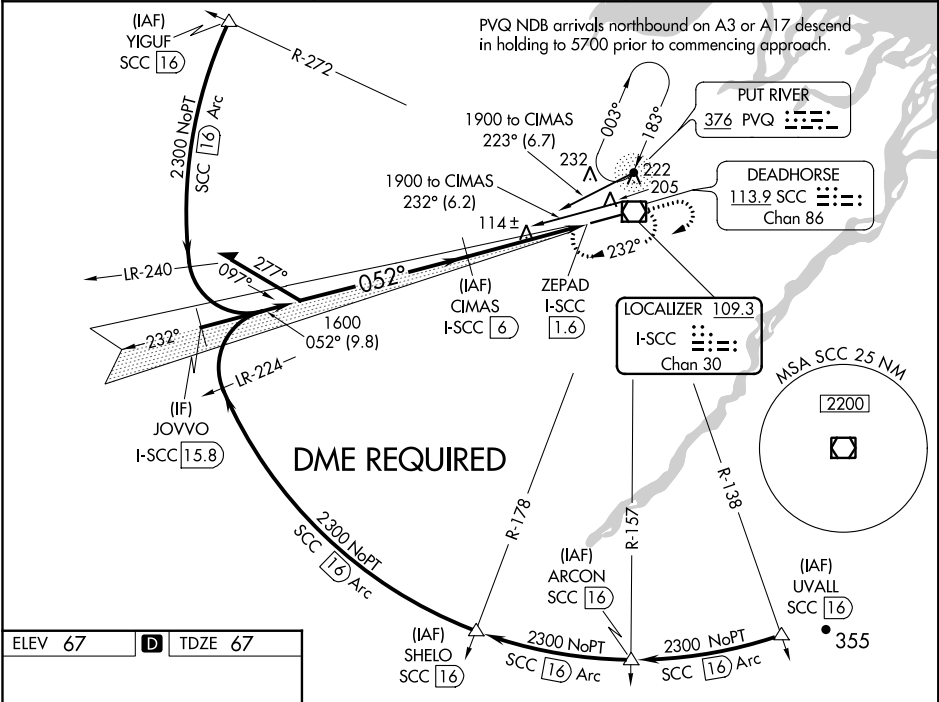 (IAF)
YIGUF
SCC 16
R-272
PVQ NDB arrivals northbound on A3 or A17 descend
in holding to 5700 prior to commencing approach.
2300 NoPT
SCC 16 Arc
003°
183°
PUT RIVER
376 PVQ
1900 to CIMAS
223° (6.7)
232
222
205
1900 to CIMAS
232° (6.2)
114 ±
DEADHORSE
113.9 SCC
Chan 86
232°
LR-240
277°
097°
052°
(IAF)
CIMAS
I-SCC 6
ZEPAD
I-SCC
1.6
LOCALIZER 109.3
I-SCC
Chan 30
232°
1600
052° (9.8)
LR-224
(IF)
JOVVO
I-SCC 15.8
MSA SCC 25 NM
2200
DME REQUIRED
R-178
R-157
R-138
2300 NoPT
SCC 16 Arc
(IAF)
ARCON
SCC 16
(IAF)
UVALL
SCC 16
355
(IAF)
SHELO
SCC 16
2300 NoPT
SCC 16 Arc
2300 NoPT
SCC 16 Arc
ELEV 67 D TDZE 67